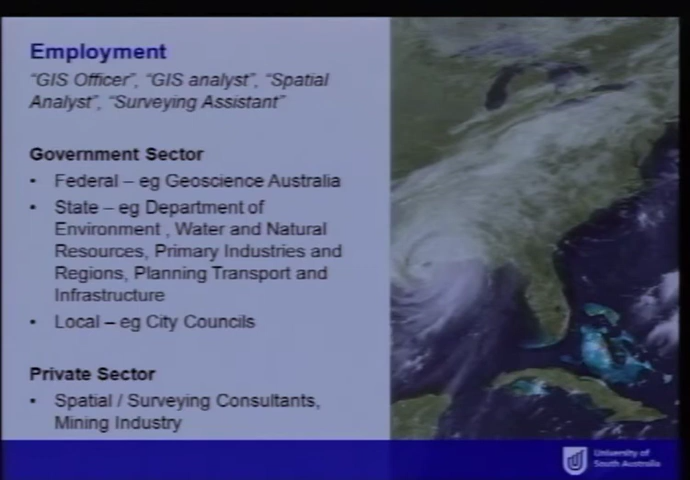 Employment
"GIS Officer", "GIS analyst", "Spatial
Analyst", "Surveying Assistant"
Government Sector
• Federal – eg Geoscience Australia
• State – eg Department of
Environment , Water and Natural
Resources, Primary Industries and
Regions, Planning Transport and
Infrastructure
• Local – eg City Councils
Private Sector
• Spatial / Surveying Consultants,
Mining Industry
University of
South Australia